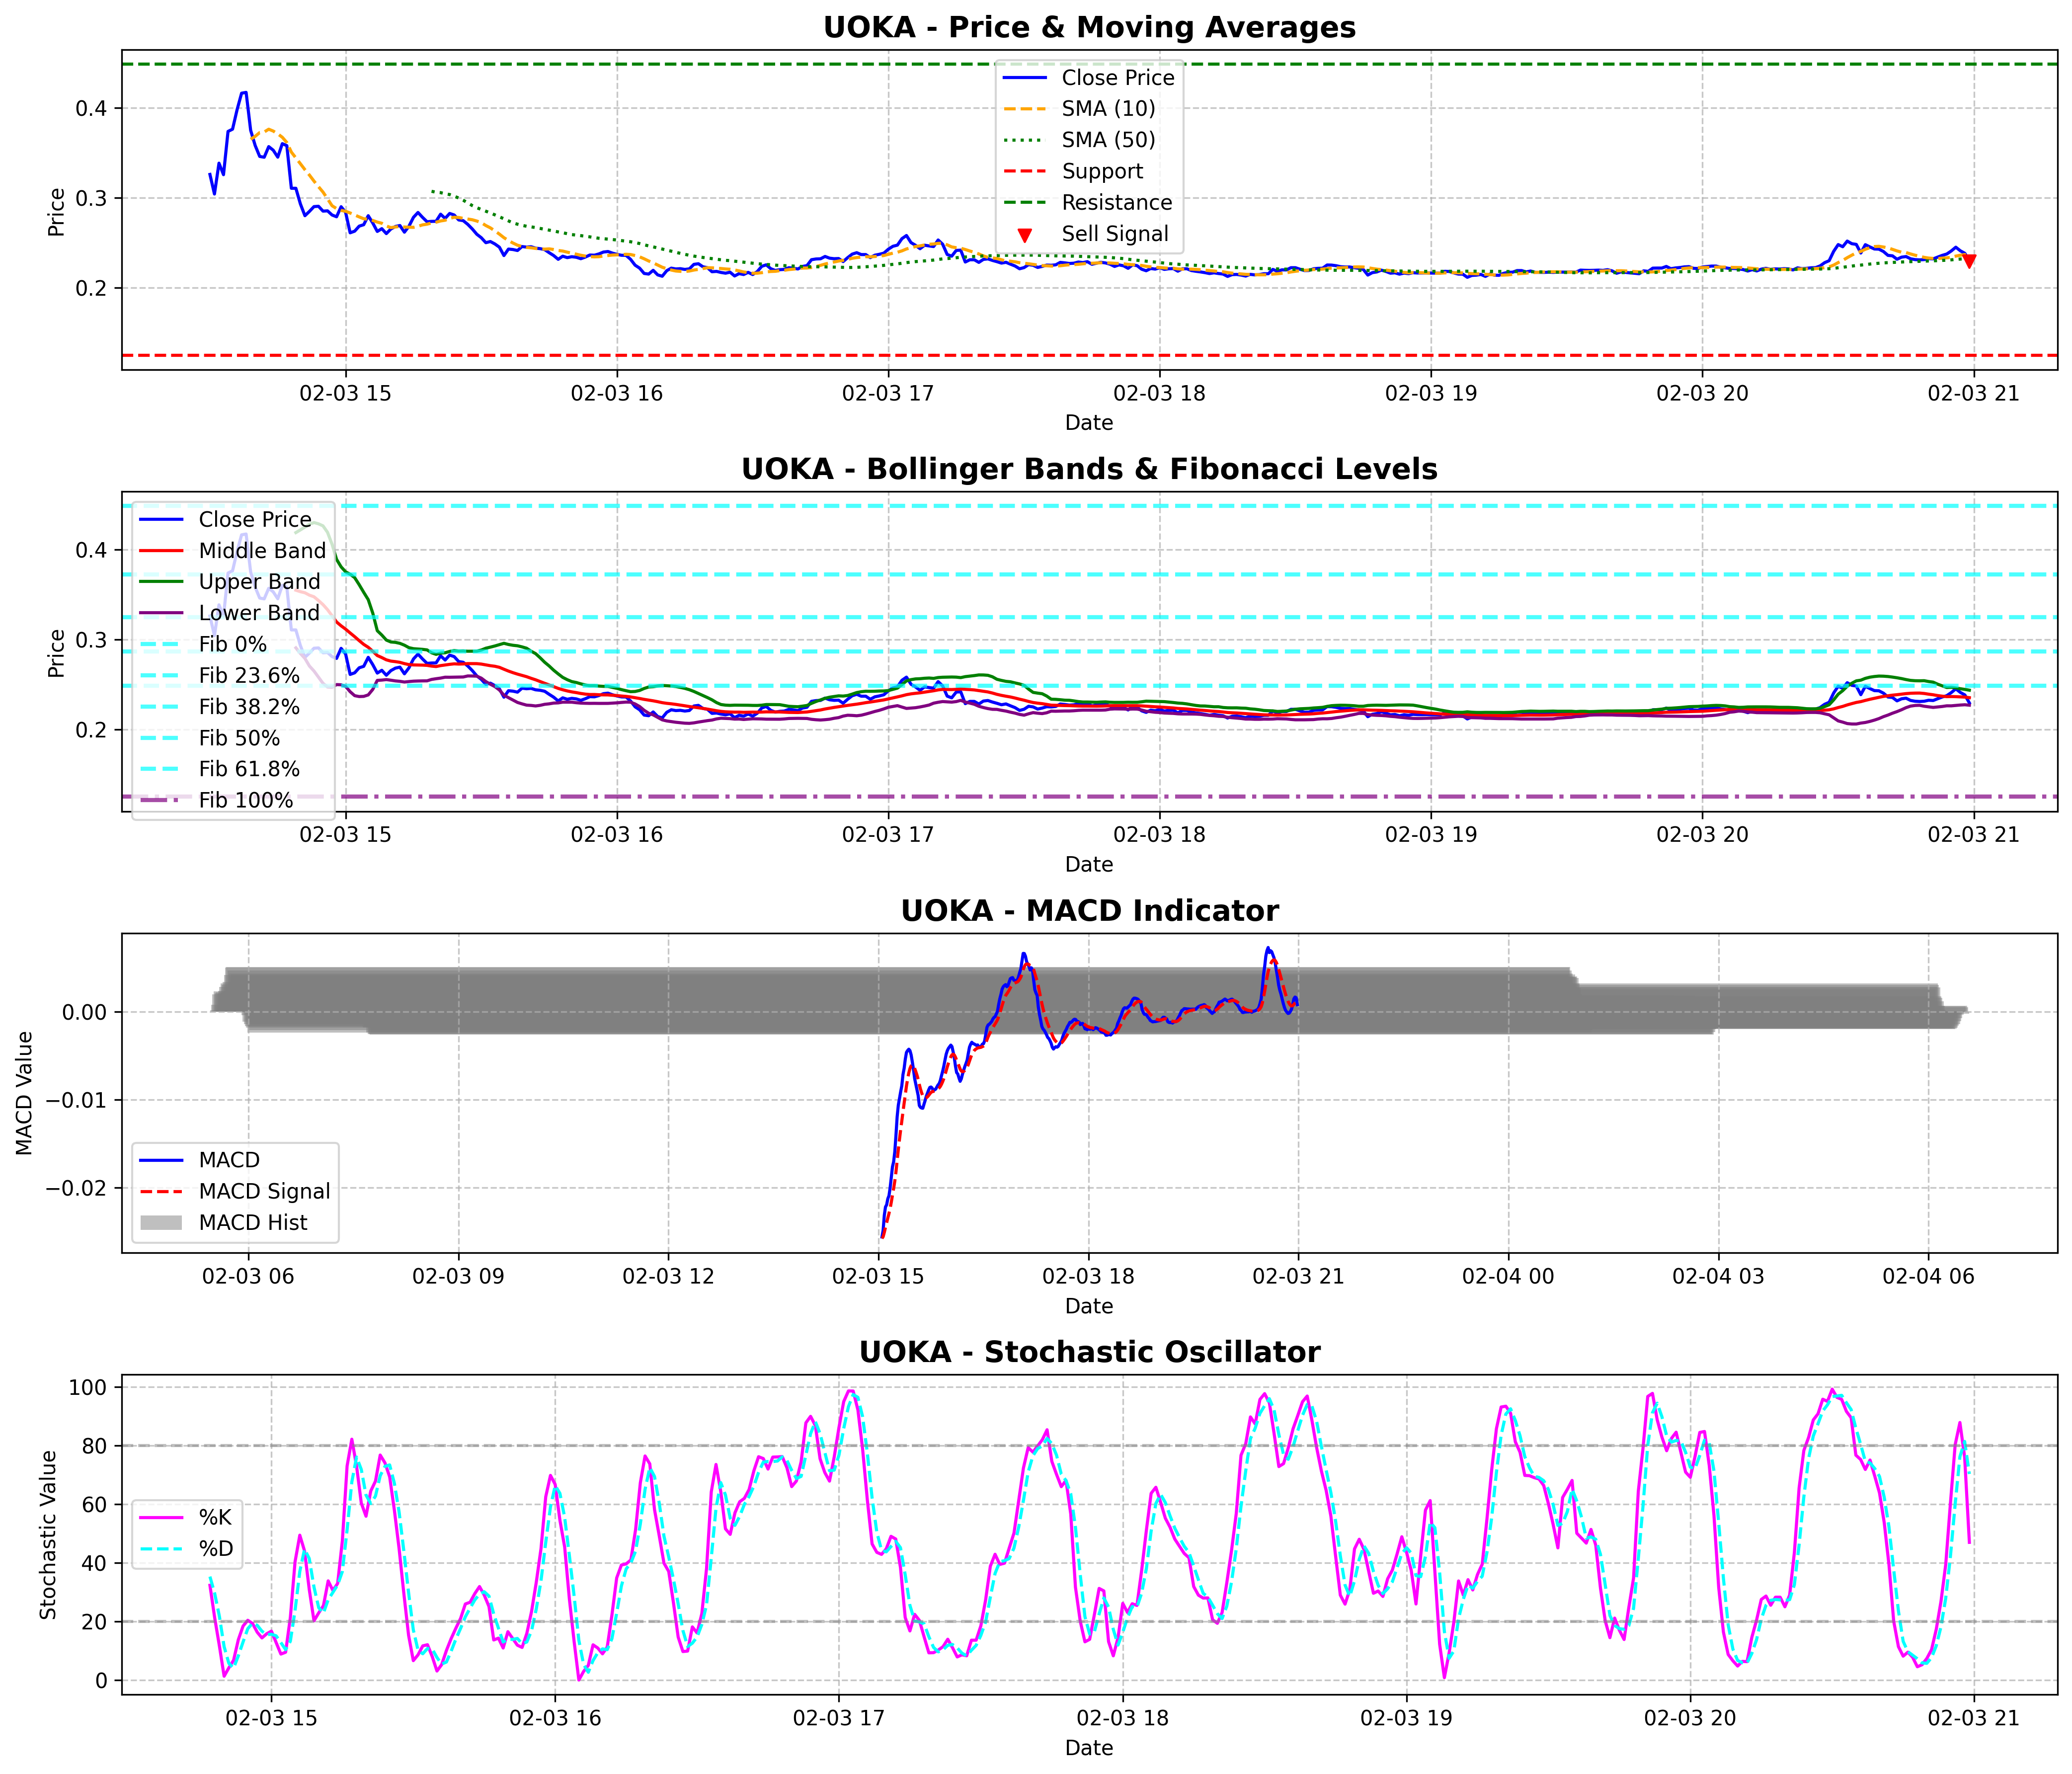 UOKA - Price & Moving Averages
Price
0.4
0.3
0.2
Close Price
SMA (10)
SMA (50)
Support
Resistance
Sell Signal
02-03 15 02-03 16 02-03 17 02-03 18 02-03 19 02-03 20 02-03 21
Date
UOKA - Bollinger Bands & Fibonacci Levels
Price
0.4
0.3
0.2
Close Price
Middle Band
Upper Band
Lower Band
Fib 0%
Fib 23.6%
Fib 38.2%
Fib 50%
Fib 61.8%
Fib 100%
02-03 15 02-03 16 02-03 17 02-03 18 02-03 19 02-03 20 02-03 21
Date
UOKA - MACD Indicator
MACD Value
0.00
−0.01
−0.02
MACD
MACD Signal
MACD Hist
02-03 06 02-03 09 02-03 12 02-03 15 02-03 18 02-03 21 02-04 00 02-04 03 02-04 06
Date
UOKA - Stochastic Oscillator
Stochastic Value
100
80
60
40
20
0
%K
%D
02-03 15 02-03 16 02-03 17 02-03 18 02-03 19 02-03 20 02-03 21
Date